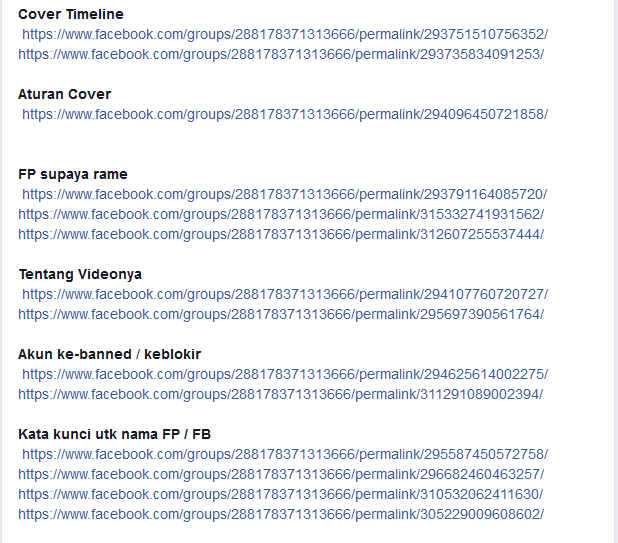 Cover Timeline
https://www.facebook.com/groups/288178371313666/permalink/293751510756352/
https://www.facebook.com/groups/288178371313666/permalink/293735834091253/
Aturan Cover
https://www.facebook.com/groups/288178371313666/permalink/294096450721858/
FP supaya rame
https://www.facebook.com/groups/288178371313666/permalink/293791164085720/
https://www.facebook.com/groups/288178371313666/permalink/315332741931562/
https://www.facebook.com/groups/288178371313666/permalink/312607255537444/
Tentang Videonya
https://www.facebook.com/groups/288178371313666/permalink/294107760720727/
https://www.facebook.com/groups/288178371313666/permalink/295697390561764/
Akun ke-banned / keblokir
https://www.facebook.com/groups/288178371313666/permalink/294625614002275/
https://www.facebook.com/groups/288178371313666/permalink/311291089002394/
Kata kunci utk nama FP / FB
https://www.facebook.com/groups/288178371313666/permalink/295587450572758/
https://www.facebook.com/groups/288178371313666/permalink/296682460463257/
https://www.facebook.com/groups/288178371313666/permalink/310532062411630/
https://www.facebook.com/groups/288178371313666/permalink/305229009608602/